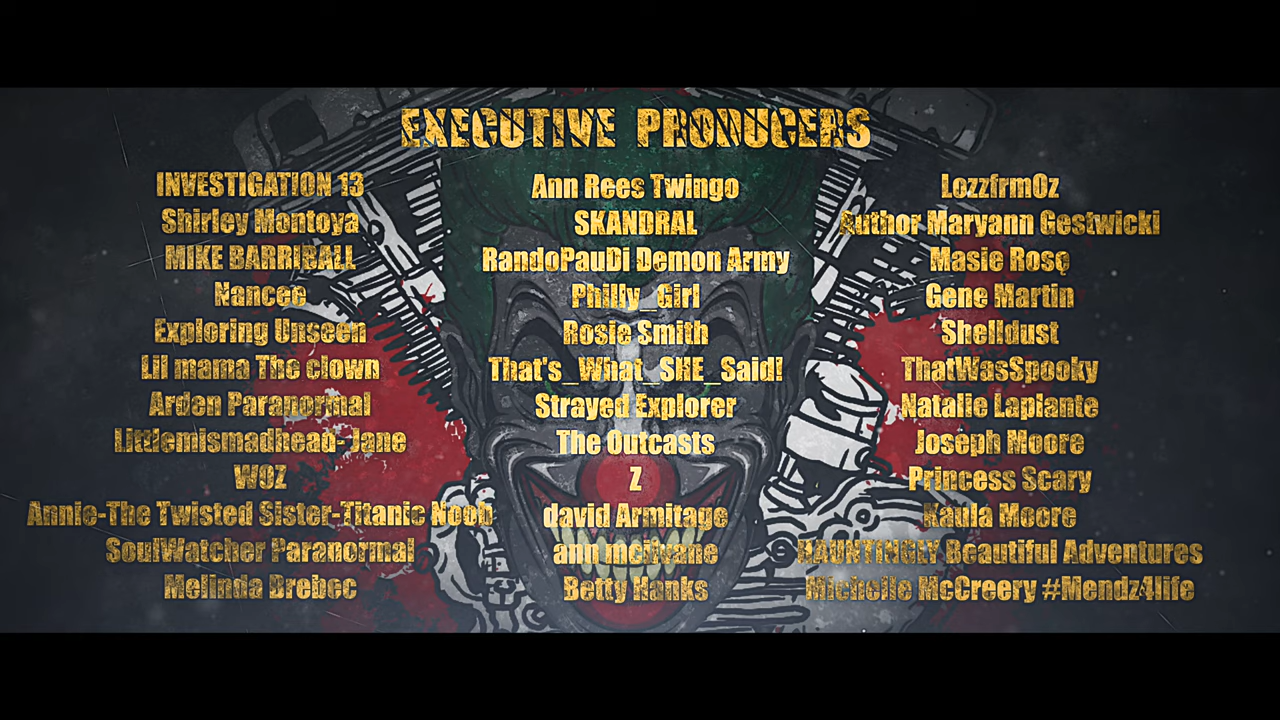 EXECUTIVE PRODUCERS
INVESTIGATION 13
Shirley Montoya
MIKE BARRIBALL
Nancee
Exploring Unseen
Lil mama The clown
Arden Paranormal
Littlemismadhead-Jane
WOZ
Annie-The Twisted Sister-Titanic Noob
SoulWatcher Paranormal
Melinda Brebec
Ann Rees Twingo
SKANDRAL
RandoPauDi Demon Army
Philly_Girl
Rosie Smith
That's_What_SHE_Said!
Strayed Explorer
The Outcasts
Z
david Armitage
ann mcilvane
Betty Hanks
LozzfrmOz
Author Maryann Gestwicki
Masie Rose
Gene Martin
Shelldust
ThatWasSpooky
Natalie Laplante
Joseph Moore
Princess Scary
Kaula Moore
HAUNTINGLY Beautiful Adventures
Michelle McCreery #Mendz4life